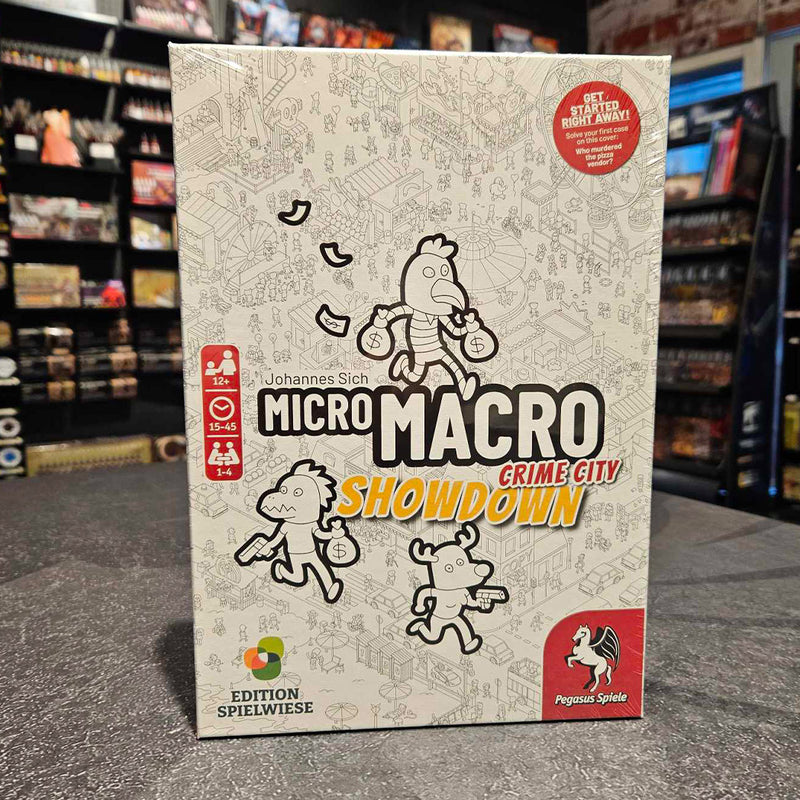 GET
STARTED
RIGHT AWAY!
Solve your first case
on this cover:
Who murdered
the pizza
vendor?
Johannes Sich
MICRO MACRO
CRIME CITY
SHOWDOWN
12+
15-45
1-4
$
$
$
EDITION
SPIELWIESE
Pegasus Spiele